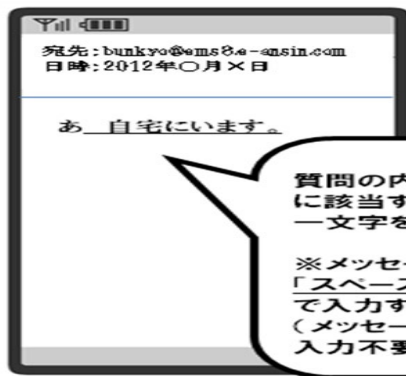 宛先:bunkyo@ems8.e-ansin.com
日時:2012年○月×日
あ　自宅にいます。
質問の内
に該当す
一文字を
※メッセー
「スペース
で入力す
(メッセー
入力不要